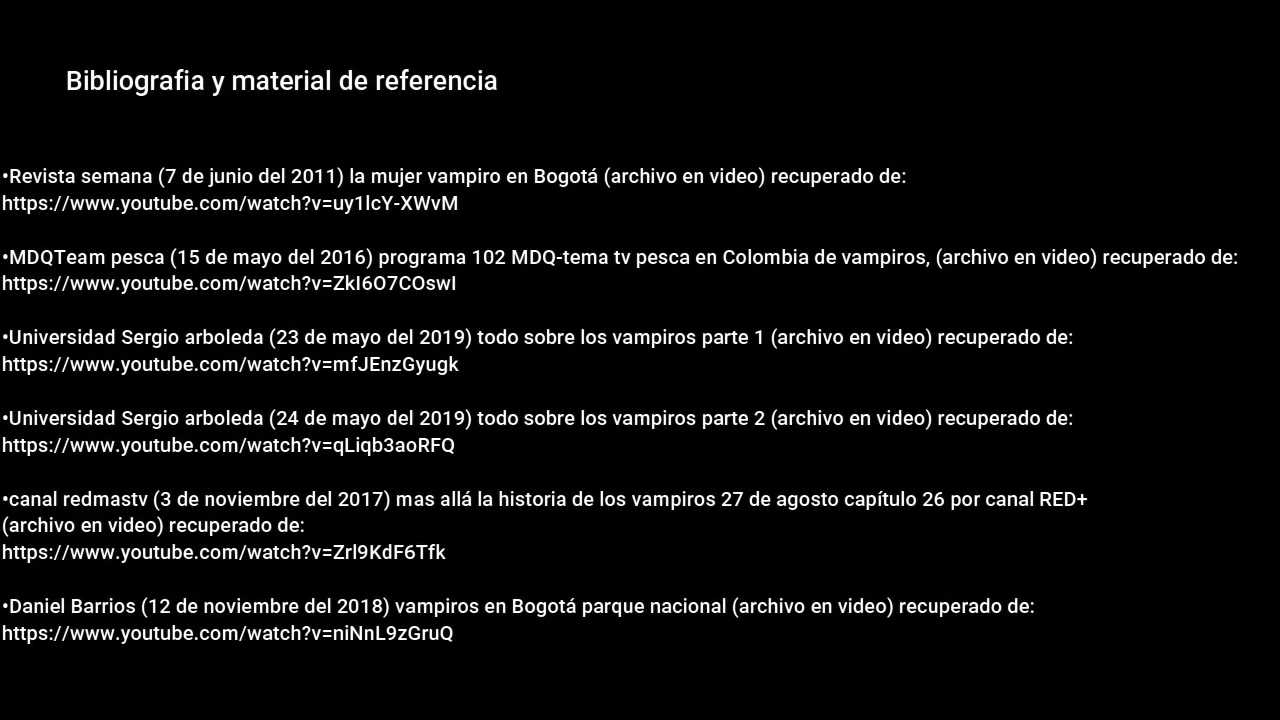 Bibliografia y material de referencia
•Revista semana (7 de junio del 2011) la mujer vampiro en Bogotá (archivo en video) recuperado de:
https://www.youtube.com/watch?v=uy1lcY-XWvM
•MDQTeam pesca (15 de mayo del 2016) programa 102 MDQ-tema tv pesca en Colombia de vampiros, (archivo en video) recuperado de:
https://www.youtube.com/watch?v=ZkI6O7COswI
•Universidad Sergio arboleda (23 de mayo del 2019) todo sobre los vampiros parte 1 (archivo en video) recuperado de:
https://www.youtube.com/watch?v=mfJEnzGyugk
•Universidad Sergio arboleda (24 de mayo del 2019) todo sobre los vampiros parte 2 (archivo en video) recuperado de:
https://www.youtube.com/watch?v=qLiqb3aoRFQ
•canal redmastv (3 de noviembre del 2017) mas allá la historia de los vampiros 27 de agosto capítulo 26 por canal RED+
(archivo en video) recuperado de:
https://www.youtube.com/watch?v=Zrl9KdF6Tfk
•Daniel Barrios (12 de noviembre del 2018) vampiros en Bogotá parque nacional (archivo en video) recuperado de:
https://www.youtube.com/watch?v=niNnL9zGruQ